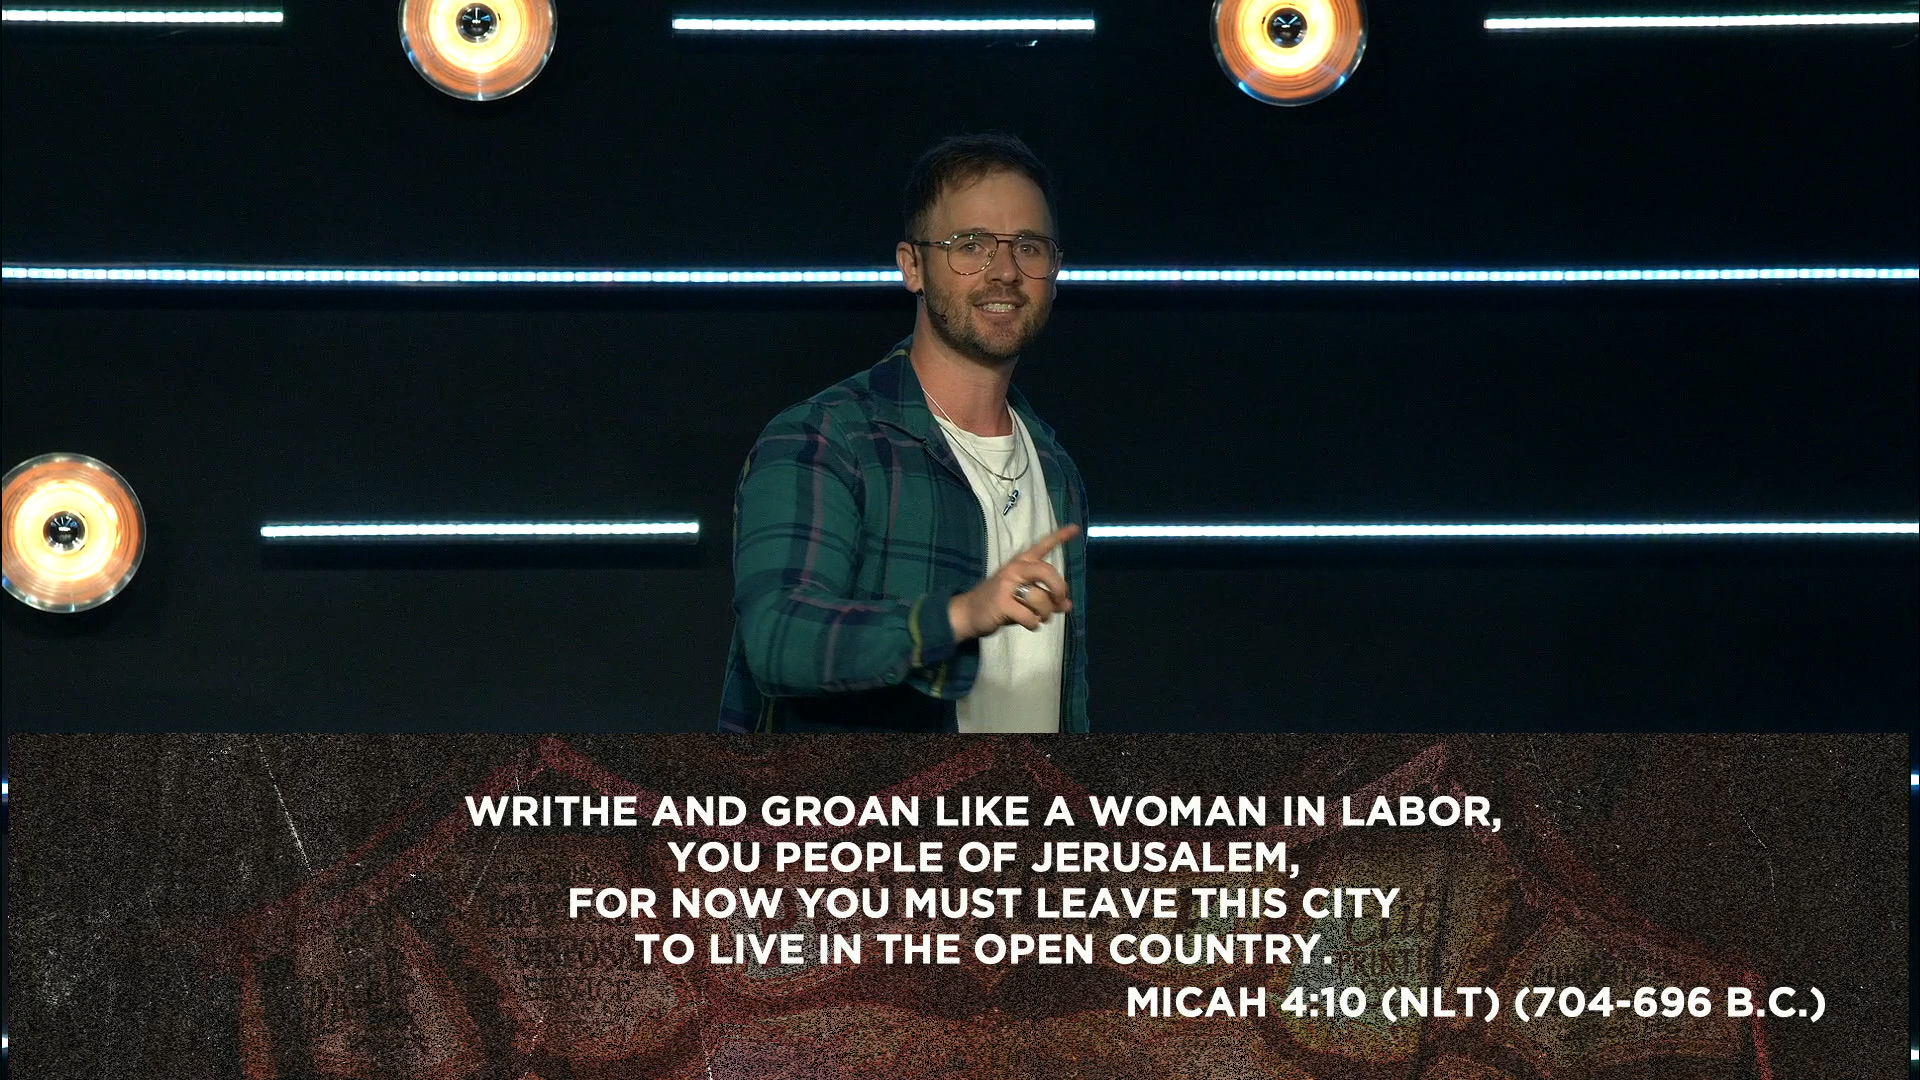 WRITHE AND GROAN LIKE A WOMAN IN LABOR,
YOU PEOPLE OF JERUSALEM,
FOR NOW YOU MUST LEAVE THIS CITY
TO LIVE IN THE OPEN COUNTRY.
MICAH 4:10 (NLT) (704-696 B.C.)